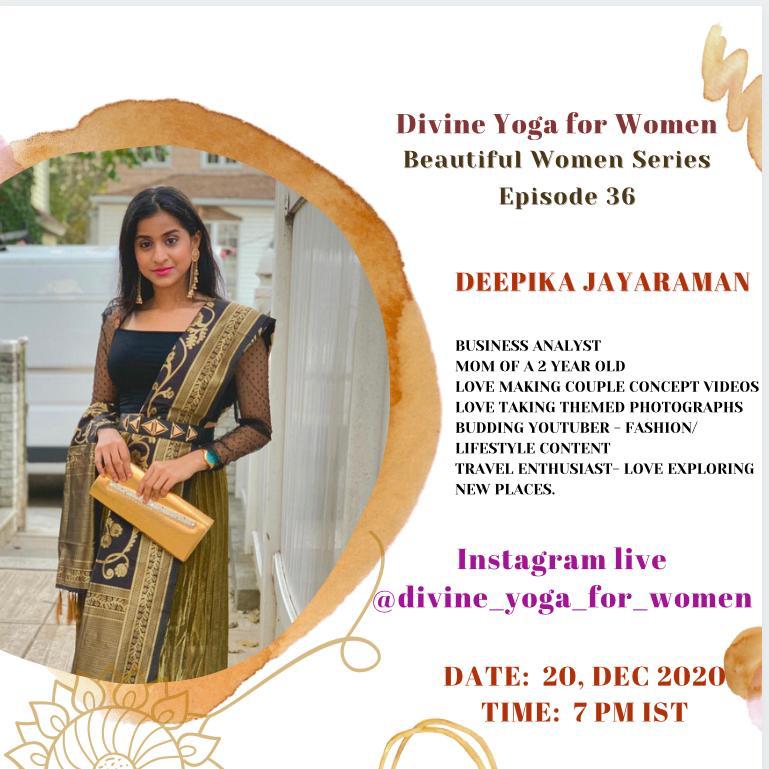 Divine Yoga for Women
Beautiful Women Series
Episode 36
DEEPIKA JAYARAMAN
BUSINESS ANALYST
MOM OF A 2 YEAR OLD
LOVE MAKING COUPLE CONCEPT VIDEOS
LOVE TAKING THEMED PHOTOGRAPHS
BUDDING YOUTUBER - FASHION/
LIFESTYLE CONTENT
TRAVEL ENTHUSIAST- LOVE EXPLORING
NEW PLACES.
Instagram live
@divine_yoga_for_women
DATE: 20, DEC 2020
TIME: 7 PM IST